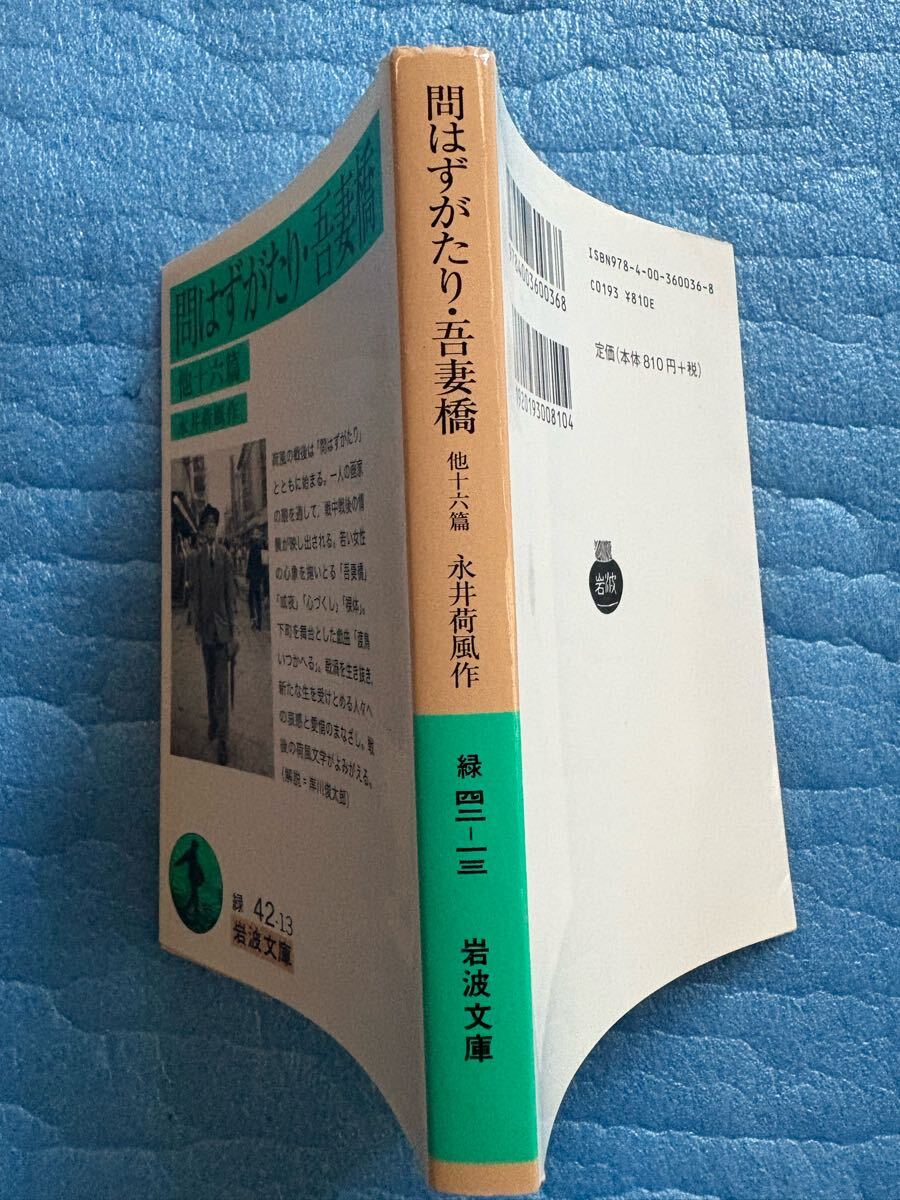 問はずがたり・吾妻橋
他十六篇
永井荷風作
荷風の戦後は「問はずがたり」
とともに始まる。一人の画家
の眼を通して、戦中戦後の情
景が映し出される。若い女性
の心象を描いとる「吾妻橋」
「或夜」「心づくし」「裸体」。
下町を舞台とした戯曲「渡鳥
いつかへる」。戦渦を生き抜き、
新たな生を受けとめる人々へ
の哀感と愛惜のまなざし。戦
後の荷風文学がよみがえる。
(解説=岸川俊太郎)
緑 42-13
岩波文庫
問はずがたり・吾妻橋 他十六篇 永井荷風作
緑 四二-一三
岩波文庫
9784003600368
1920193008104
ISBN978-4-00-360036-8
C0193 ¥810E
定価(本体810円+税)
岩波